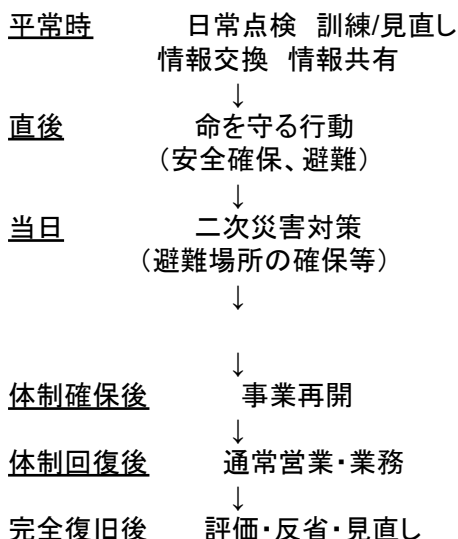 平常時 日常点検 訓練/見直し
情報交換 情報共有
↓
直後 命を守る行動
（安全確保、避難）
↓
当日 二次災害対策
（避難場所の確保等）
↓
↓
体制確保後 事業再開
↓
体制回復後 通常営業・業務
↓
完全復旧後 評価・反省・見直し